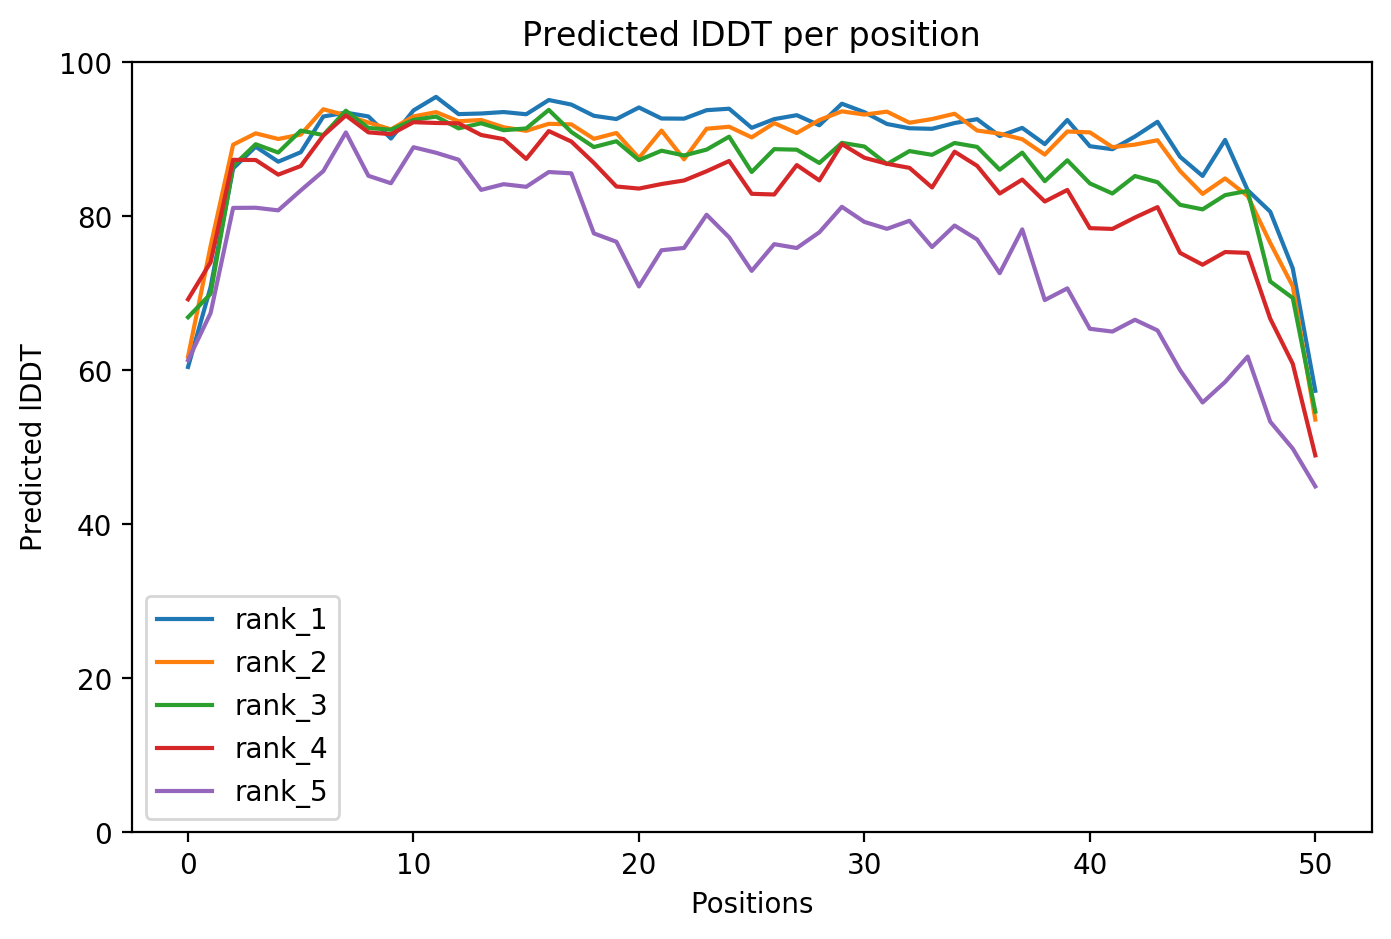 Predicted lDDT per position
100
80
60
40
20
0
Predicted lDDT
rank_1
rank_2
rank_3
rank_4
rank_5
0 10 20 30 40 50
Positions